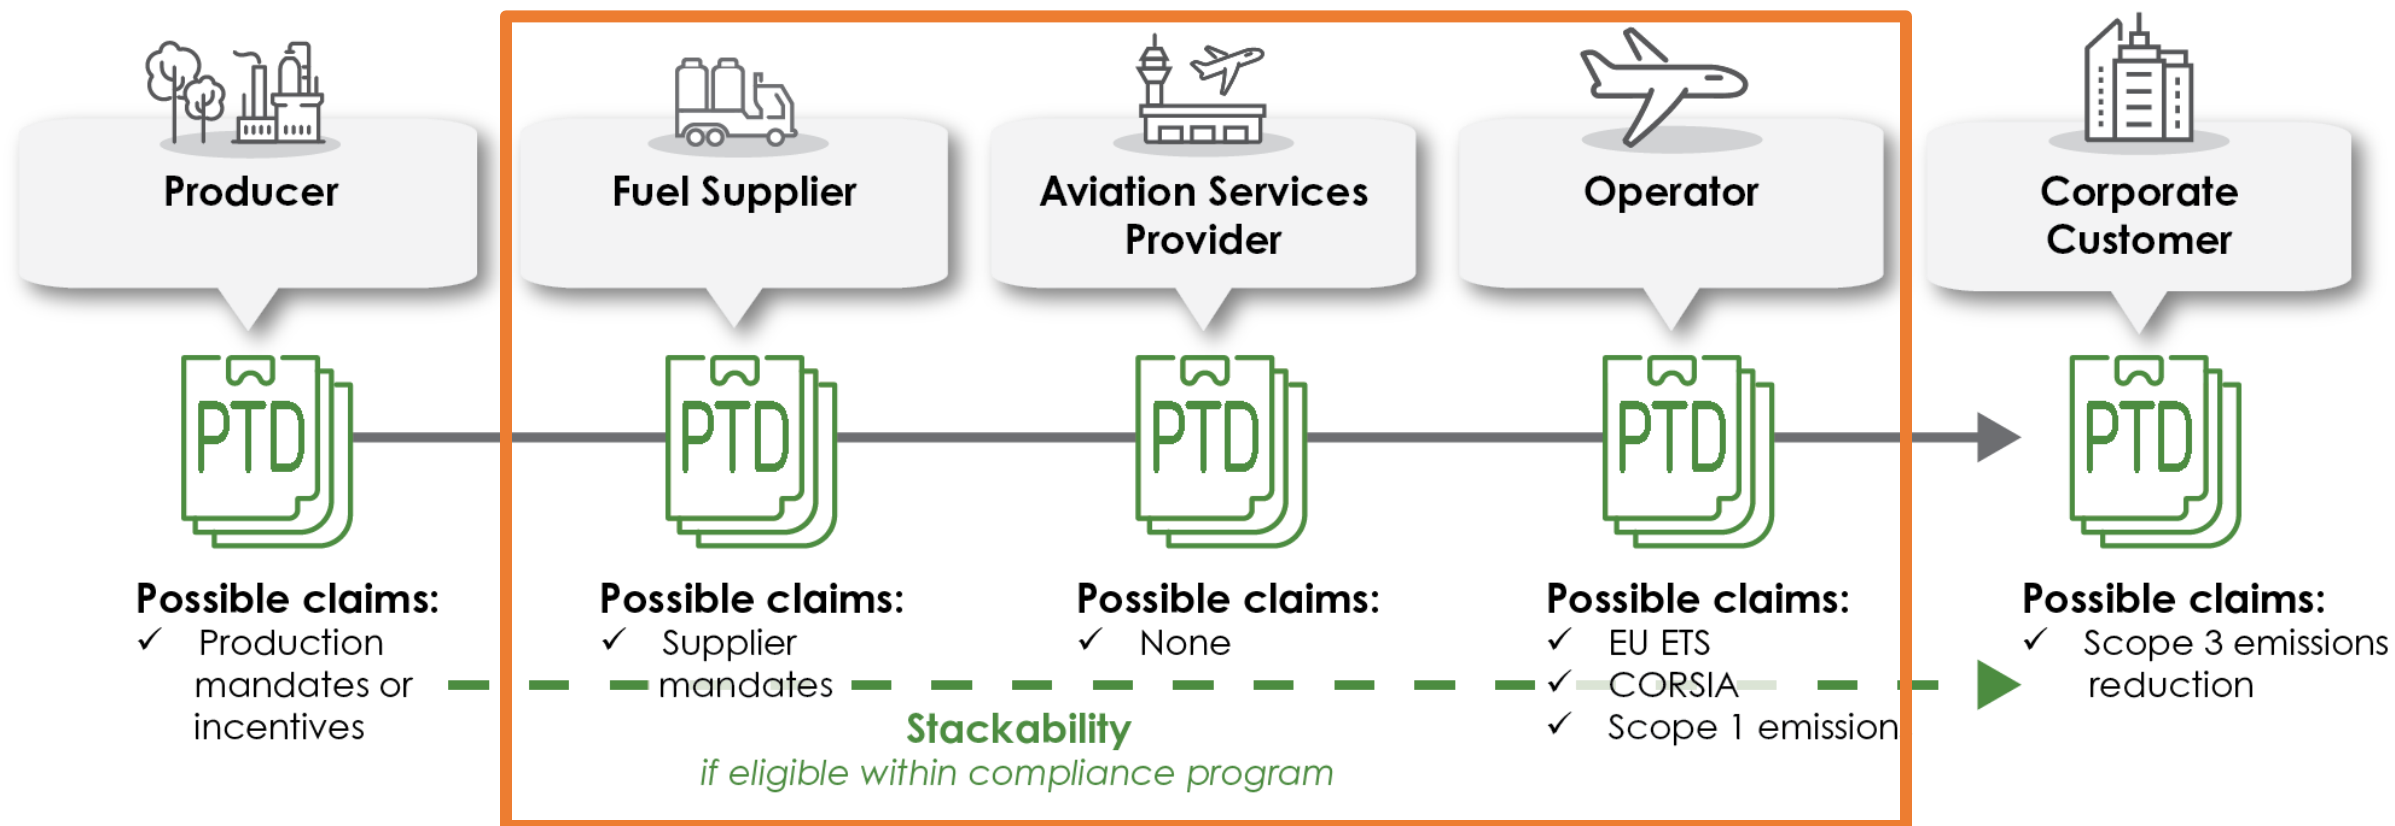 Producer
Fuel Supplier
Aviation Services
Provider
Operator
Corporate
Customer
PTD
PTD
PTD
PTD
PTD
Possible claims:
✓ Production
mandates or
incentives
Possible claims:
✓ Supplier
mandates
Possible claims:
✓ None
Possible claims:
✓ EU ETS
✓ CORSIA
✓ Scope 1 emission
Possible claims:
✓ Scope 3 emissions
reduction
Stackability
if eligible within compliance program